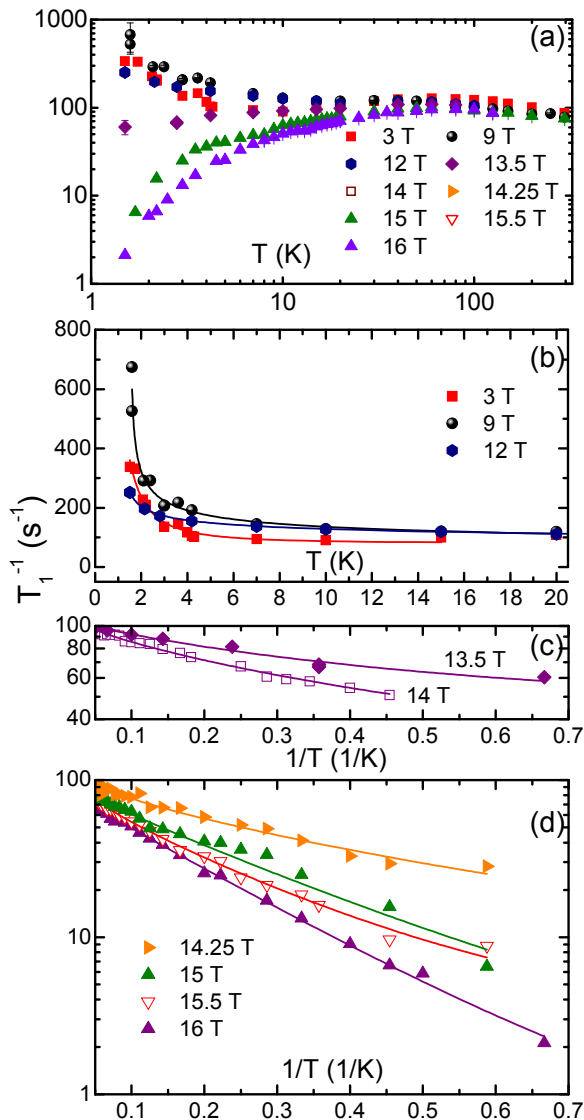 1000
(a)
100
3 T
9 T
12 T
13.5 T
10
14 T
14.25 T
15 T
15.5 T
16 T
T (K)
1
1
10
100
800
(b)
600
3 T
9 T
12 T
400
200
0
T (K)
0 2 4 6 8 10 12 14 16 18 20
T₁⁻¹ (s⁻¹)
100
(c)
80
13.5 T
60
14 T
40
0.1 0.2 0.3 0.4 0.5 0.6 0.7
1/T (1/K)
100
(d)
10
14.25 T
15 T
15.5 T
16 T
1/T (1/K)
1
0.1 0.2 0.3 0.4 0.5 0.6 0.7